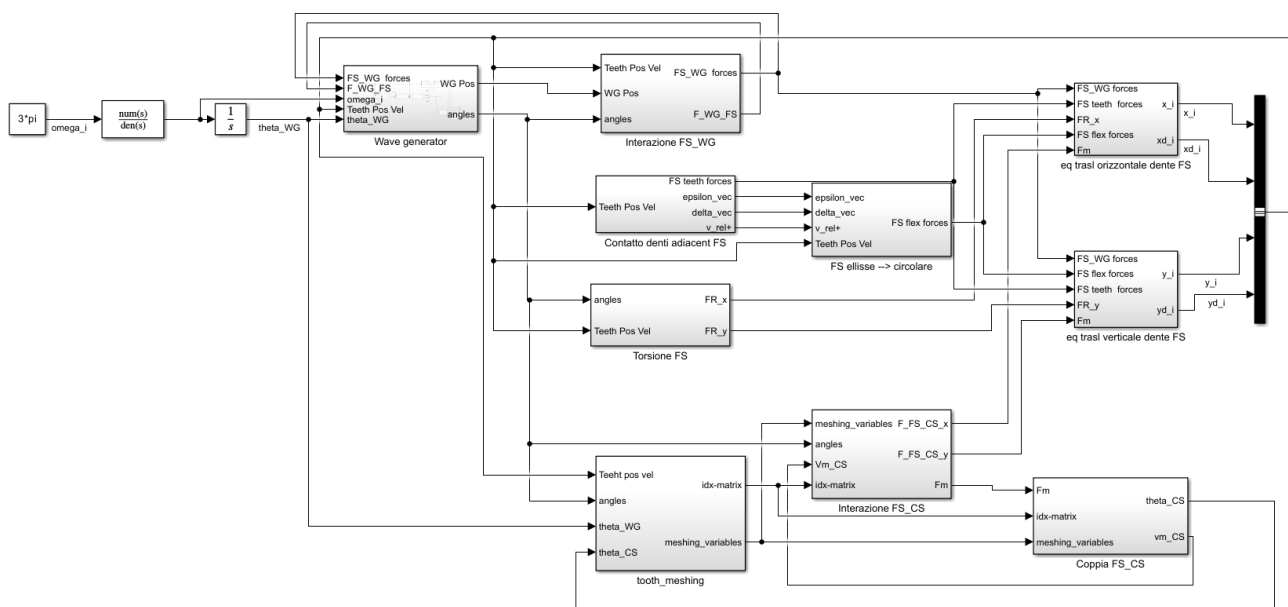 3*pi
omega_i
num(s)
den(s)
1
s
theta_WG
FS_WG forces
F_WG_FS
omega_i
Teeth Pos Vel
theta_WG
WG Pos
angles
Wave generator
Teeth Pos Vel
WG Pos
angles
FS_WG forces
F_WG_FS
Interazione FS_WG
Teeth Pos Vel
FS teeth forces
epsilon_vec
delta_vec
v_rel+
Contatto denti adiacent FS
epsilon_vec
delta_vec
v_rel+
Teeth Pos Vel
FS flex forces
FS ellisse --> circolare
angles
Teeth Pos Vel
FR_x
FR_y
Torsione FS
FS_WG forces
FS teeth forces
FR_x
FS flex forces
Fm
x_i
xd_i
x_i
xd_i
eq trasl orizzontale dente FS
FS_WG forces
FS flex forces
FS teeth forces
FR_y
Fm
y_i
yd_i
y_i
yd_i
eq trasl verticale dente FS
meshing_variables
angles
Vm_CS
idx-matrix
F_FS_CS_x
F_FS_CS_y
Fm
Interazione FS_CS
Teeht pos vel
angles
theta_WG
theta_CS
idx-matrix
meshing_variables
tooth_meshing
Fm
idx-matrix
meshing_variables
theta_CS
vm_CS
Coppia FS_CS